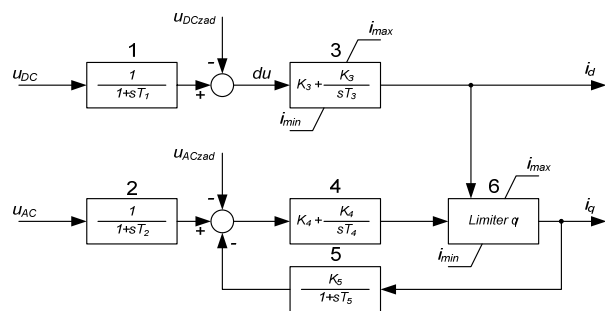 u_DCzad
1
3
i_max
u_DC
1
1+sT_1
-
+
du
K_3 + K_3
sT_3
i_d
i_min
u_ACzad
2
4
6
i_max
u_AC
1
1+sT_2
-
+
-
K_4 + K_4
sT_4
Limiter q
i_q
i_min
5
K_5
1+sT_5